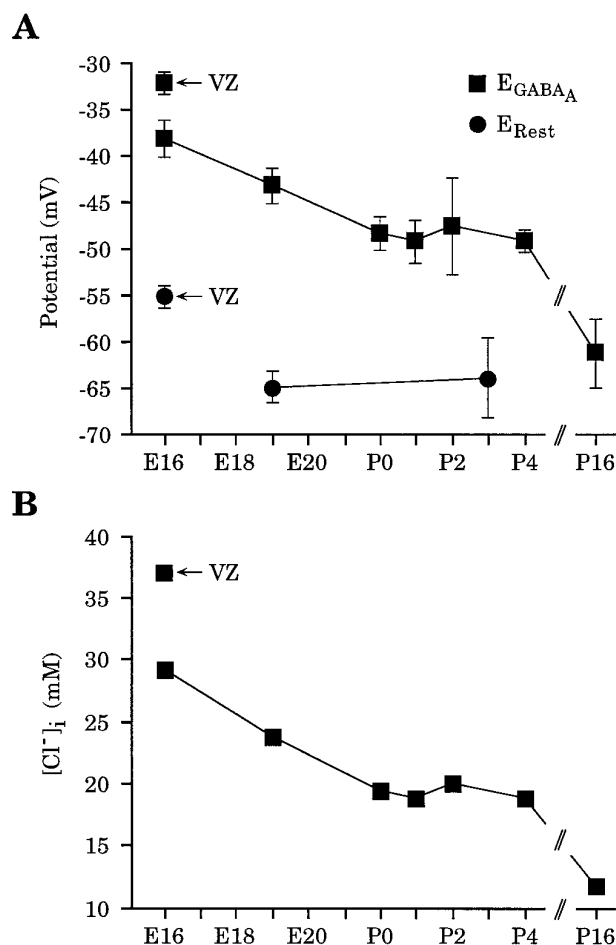 A
-30
-35
-40
-45
-50
-55
-60
-65
-70
Potential (mV)
VZ
VZ
E_GABA_A
E_Rest
E16 E18 E20 P0 P2 P4 P16
B
40
35
30
25
20
15
10
[Cl⁻]ᵢ (mM)
VZ
E16 E18 E20 P0 P2 P4 P16